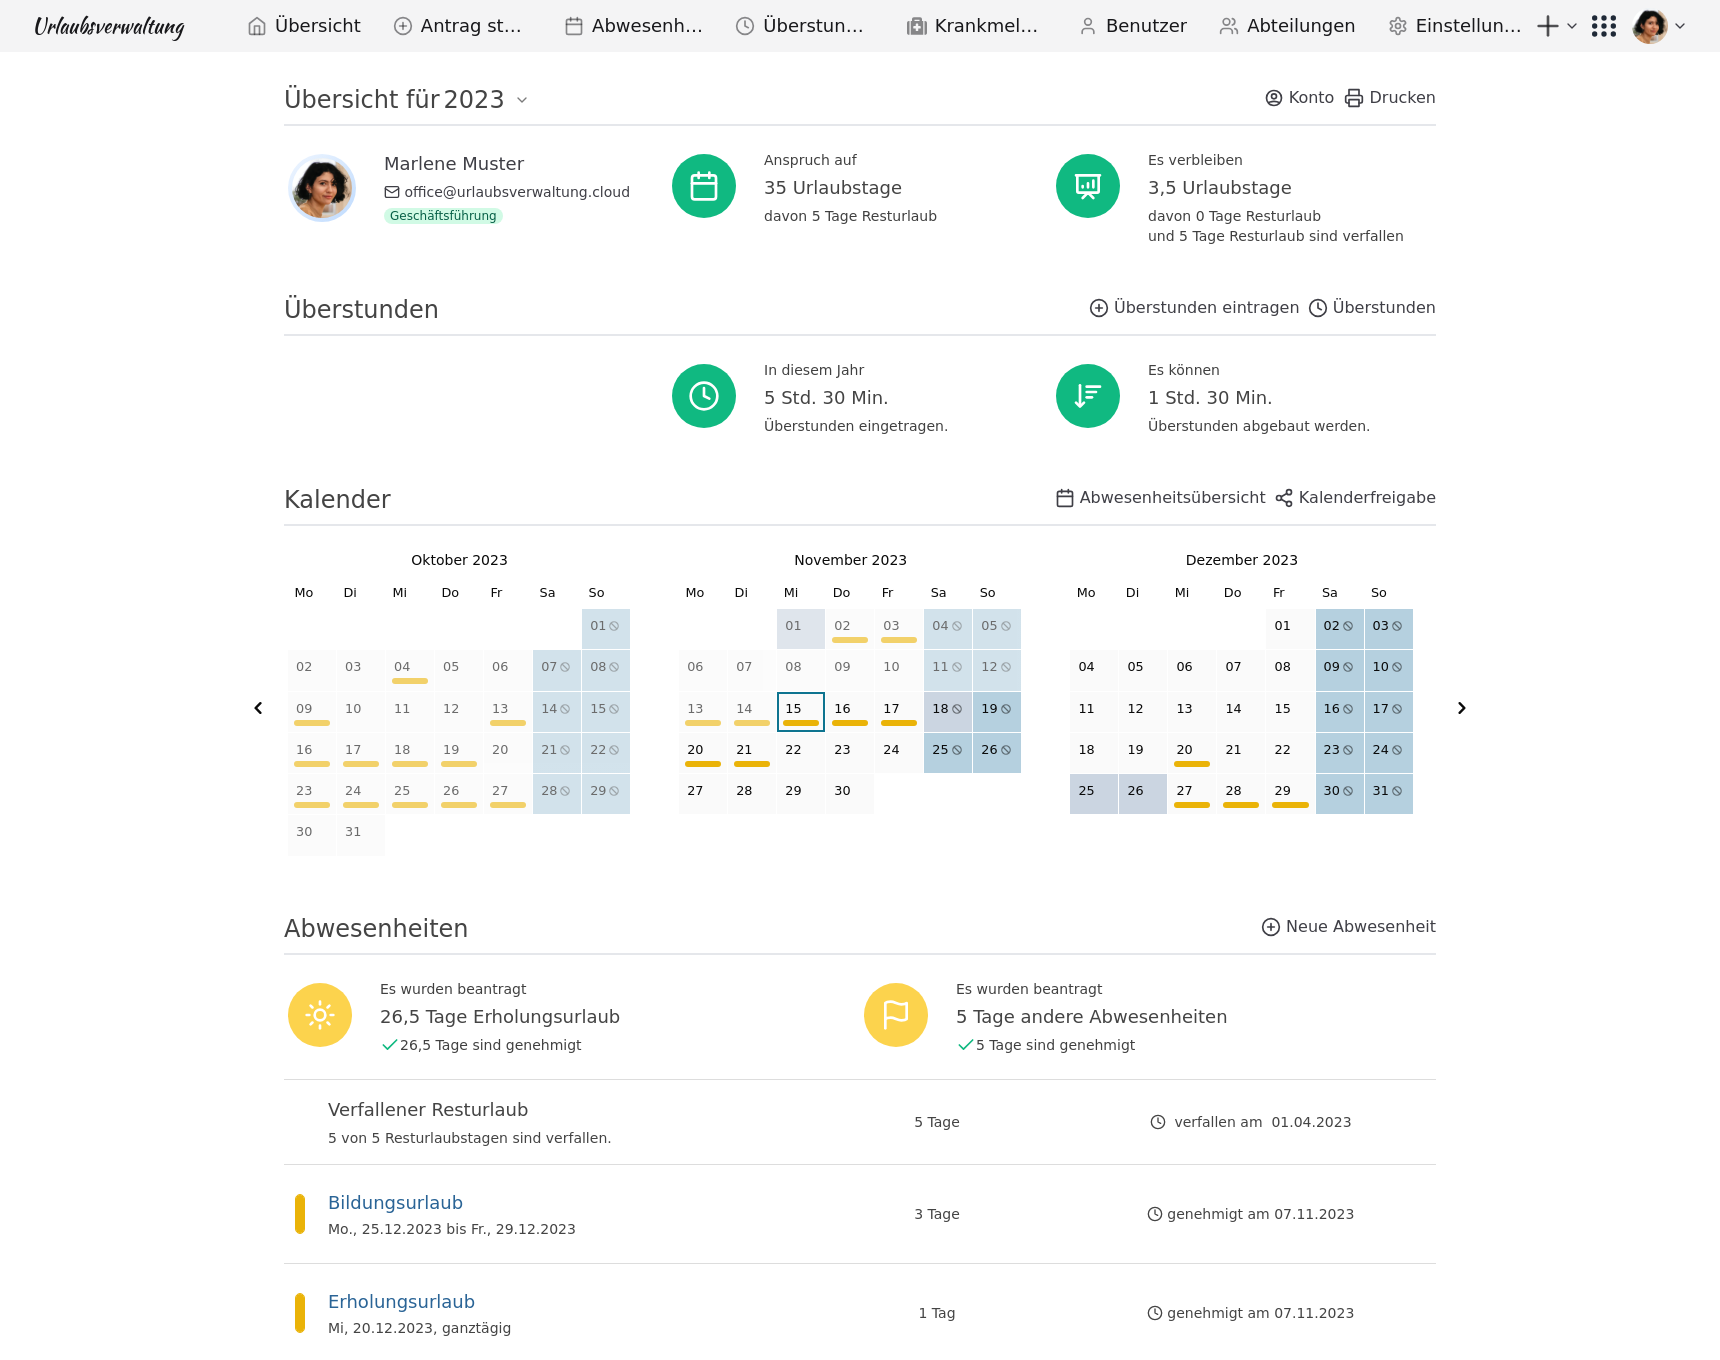 Urlaubsverwaltung Übersicht Antrag st… Abwesenh… Überstun… Krankmel… Benutzer Abteilungen Einstellun…
Übersicht für 2023 Konto Drucken
Marlene Muster
office@urlaubsverwaltung.cloud
Geschäftsführung
Anspruch auf
35 Urlaubstage
davon 5 Tage Resturlaub
Es verbleiben
3,5 Urlaubstage
davon 0 Tage Resturlaub
und 5 Tage Resturlaub sind verfallen
Überstunden Überstunden eintragen Überstunden
In diesem Jahr
5 Std. 30 Min.
Überstunden eingetragen.
Es können
1 Std. 30 Min.
Überstunden abgebaut werden.
Kalender Abwesenheitsübersicht Kalenderfreigabe
Oktober 2023
Mo Di Mi Do Fr Sa So
01
02 03 04 05 06 07 08
09 10 11 12 13 14 15
16 17 18 19 20 21 22
23 24 25 26 27 28 29
30 31
November 2023
Mo Di Mi Do Fr Sa So
01 02 03 04 05
06 07 08 09 10 11 12
13 14 15 16 17 18 19
20 21 22 23 24 25 26
27 28 29 30
Dezember 2023
Mo Di Mi Do Fr Sa So
01 02 03
04 05 06 07 08 09 10
11 12 13 14 15 16 17
18 19 20 21 22 23 24
25 26 27 28 29 30 31
Abwesenheiten Neue Abwesenheit
Es wurden beantragt
26,5 Tage Erholungsurlaub
26,5 Tage sind genehmigt
Es wurden beantragt
5 Tage andere Abwesenheiten
5 Tage sind genehmigt
Verfallener Resturlaub
5 von 5 Resturlaubstagen sind verfallen.
5 Tage
verfallen am 01.04.2023
Bildungsurlaub
Mo., 25.12.2023 bis Fr., 29.12.2023
3 Tage
genehmigt am 07.11.2023
Erholungsurlaub
Mi, 20.12.2023, ganztägig
1 Tag
genehmigt am 07.11.2023